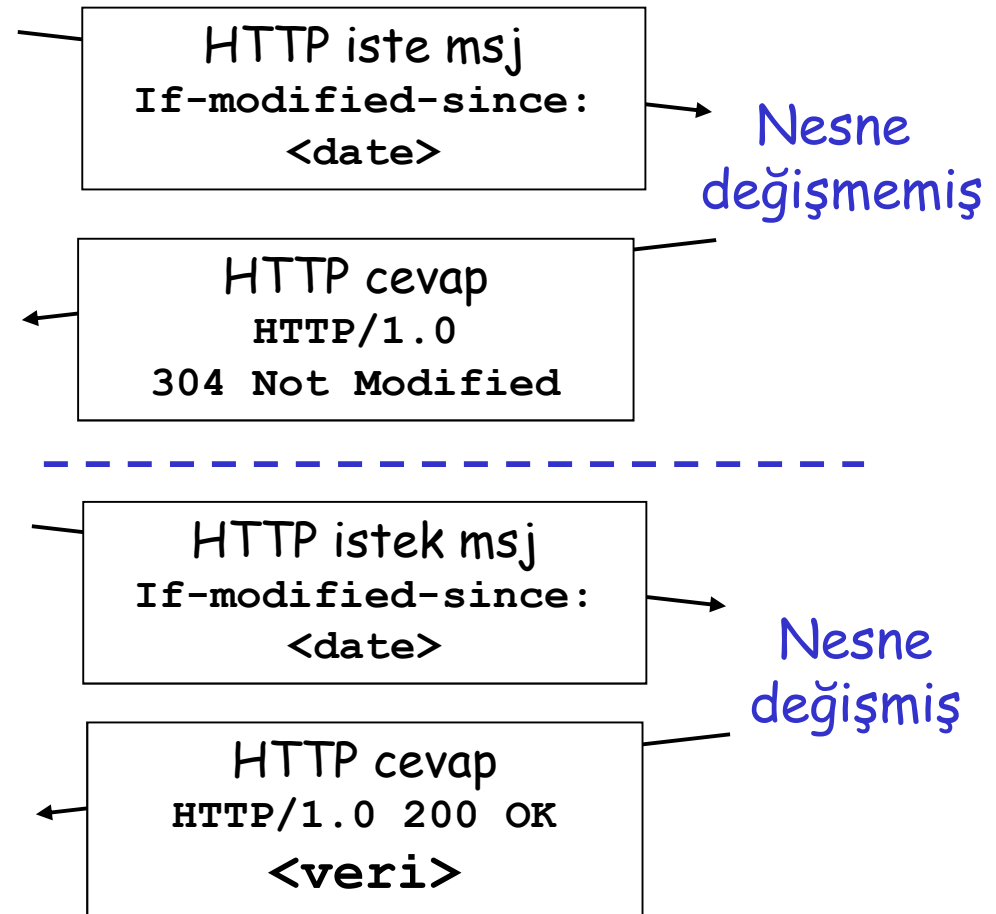 HTTP iste msj
If-modified-since:
<date>
Nesne
değişmemiş
HTTP cevap
HTTP/1.0
304 Not Modified
HTTP istek msj
If-modified-since:
<date>
Nesne
değişmiş
HTTP cevap
HTTP/1.0 200 OK
<veri>